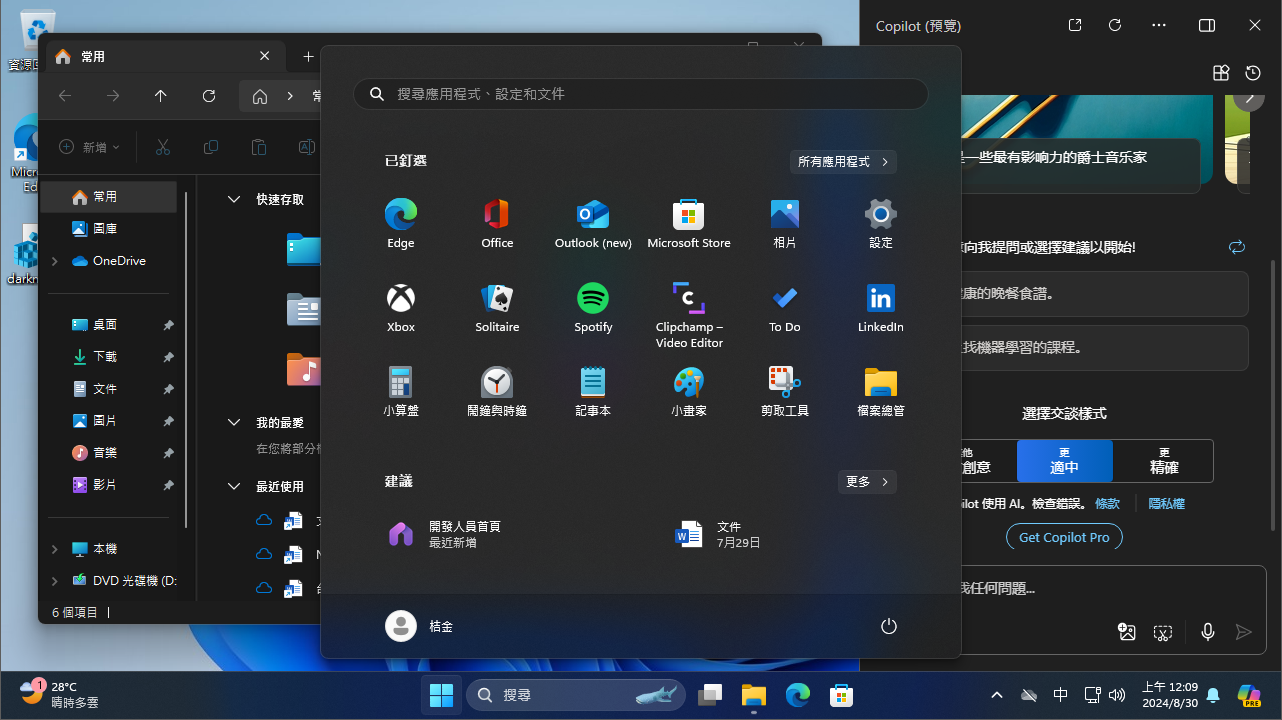 資源回
Micro
Ed
darkm
常用
常
新增
常用
圖庫
OneDrive
桌面
下載
文件
圖片
音樂
影片
本機
DVD 光碟機 (D:
6 個項目
快速存取
我的最愛
在您將部分
最近使用
搜尋應用程式、設定和文件
已釘選
所有應用程式
Edge
Office
Outlook (new)
Microsoft Store
相片
設定
Xbox
Solitaire
Spotify
Clipchamp –
Video Editor
To Do
LinkedIn
小算盤
鬧鐘與時鐘
記事本
小畫家
剪取工具
檔案總管
建議
更多
開發人員首頁
最近新增
文件
7月29日
桔金
Copilot (預覽)
是一些最有影响力的爵士音乐家
向我提問或選擇建議以開始!
康的晚餐食譜。
找機器學習的課程。
選擇交談樣式
更
創意
更
適中
更
精確
ilot 使用 AI。檢查錯誤。 條款 隱私權
Get Copilot Pro
我任何問題...
1
28°C
晴時多雲
搜尋
中
上午 12:09
2024/8/30
PRE